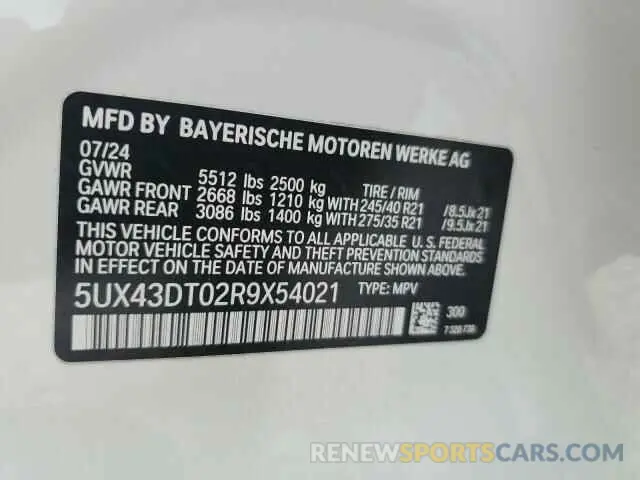 MFD BY BAYERISCHE MOTOREN WERKE AG
07/24
GVWR 5512 lbs 2500 kg TIRE / RIM
GAWR FRONT 2668 lbs 1210 kg WITH 245/40 R21 /8.5Jx21
GAWR REAR 3086 lbs 1400 kg WITH 275/35 R21 /9.5Jx21
THIS VEHICLE CONFORMS TO ALL APPLICABLE U. S. FEDERAL
MOTOR VEHICLE SAFETY AND THEFT PREVENTION
STANDARDS IN EFFECT ON THE DATE OF MANUFACTURE SHOWN ABOVE.
5UX43DT02R9X54021 TYPE: MPV
300
RENEWSPORTSCARS.COM